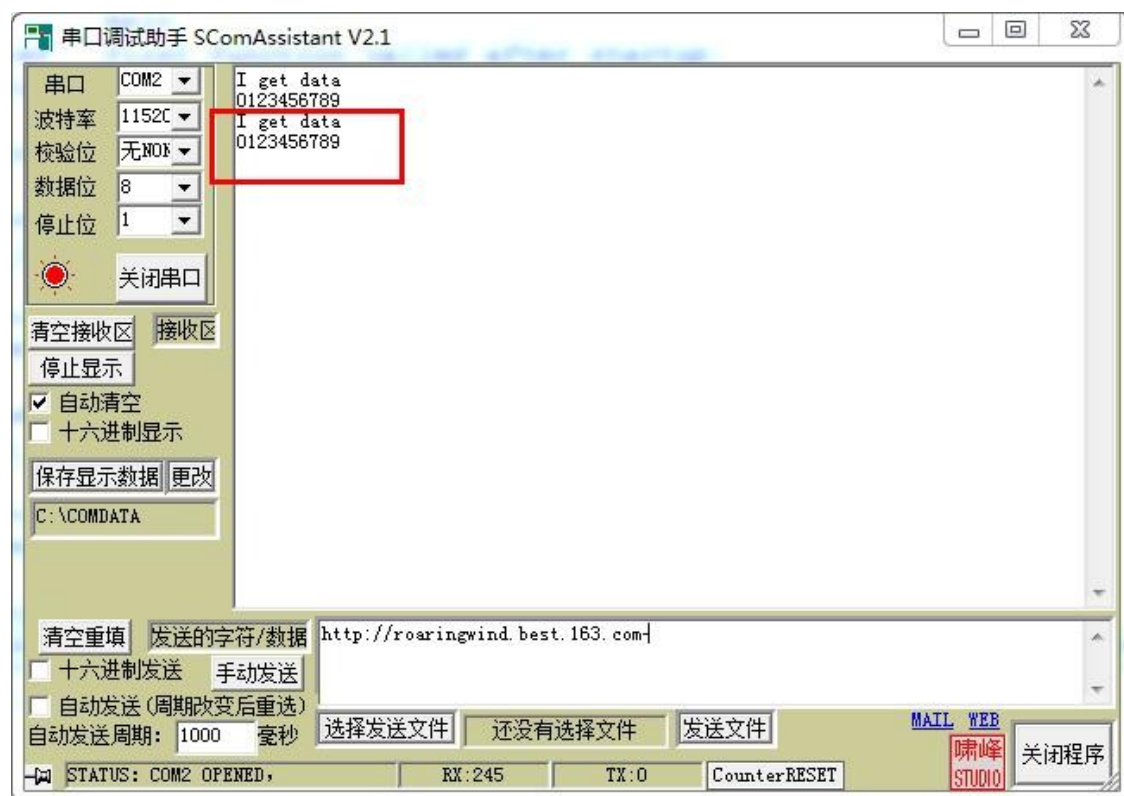 串口调试助手 SComAssistant V2.1
串口 COM2
波特率 1152
校验位 无NON
数据位 8
停止位 1
关闭串口
清空接收区 接收区
停止显示
自动清空
十六进制显示
保存显示数据 更改
C:\COMDATA
I get data
0123456789
I get data
0123456789
清空重填 发送的字符/数据
http://roaringwind.best.163.com
十六进制发送 手动发送
自动发送(周期改变后重选)
自动发送周期: 1000 毫秒
选择发送文件 还没有选择文件 发送文件
MAIL WEB
啸峰
STUDIO
关闭程序
STATUS: COM2 OPENED, RX:245 TX:0 CounterRESET